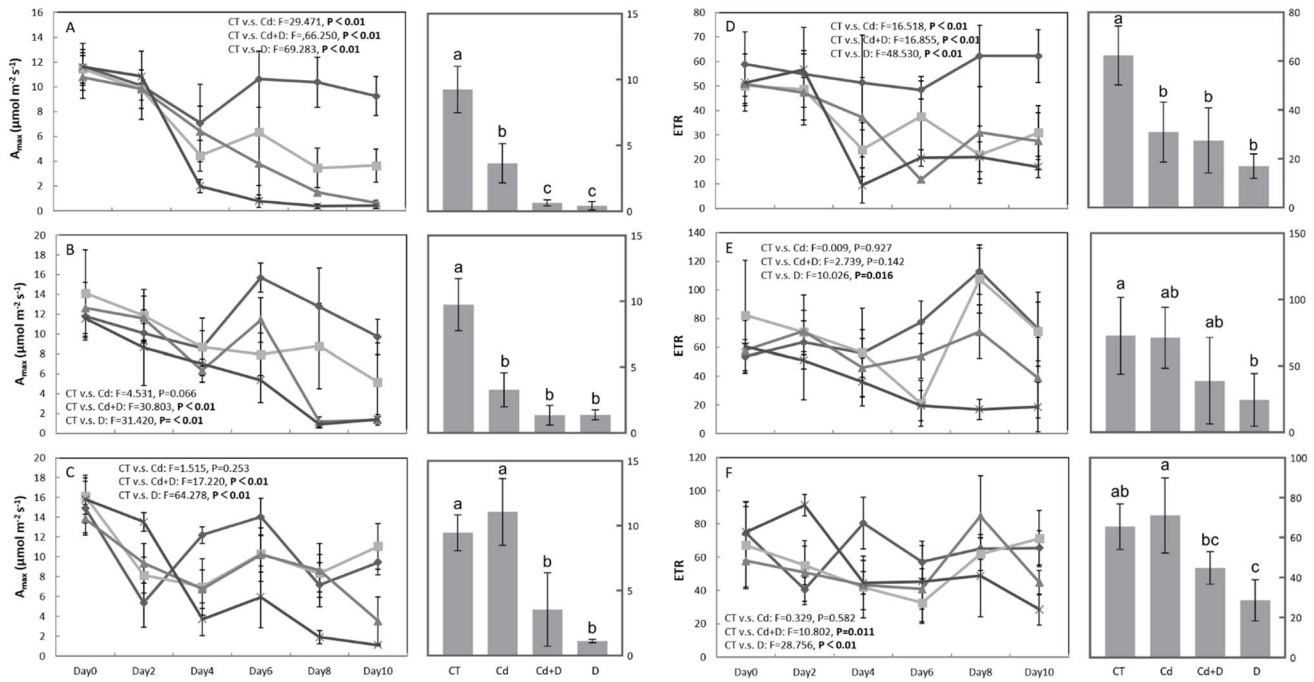 A
CT v.s. Cd: F=29.471, P < 0.01
CT v.s. Cd+D: F=,66.250, P < 0.01
CT v.s. D: F=69.283, P < 0.01
16
14
12
10
8
6
4
2
0
Amax (µmol m⁻² s⁻¹)
a
b
c
c
15
10
5
0
D
CT v.s. Cd: F=16.518, P < 0.01
CT v.s. Cd+D: F=16.855, P < 0.01
CT v.s. D: F=48.530, P < 0.01
80
70
60
50
40
30
20
10
0
ETR
a
b
b
b
80
60
40
20
0
B
20
18
16
14
12
10
8
6
4
2
0
Amax (µmol m⁻² s⁻¹)
CT v.s. Cd: F=4.531, P=0.066
CT v.s. Cd+D: F=30.803, P < 0.01
CT v.s. D: F=31.420, P= < 0.01
a
b
b
b
15
10
5
0
E
CT v.s. Cd: F=0.009, P=0.927
CT v.s. Cd+D: F=2.739, P=0.142
CT v.s. D: F=10.026, P=0.016
140
120
100
80
60
40
20
0
ETR
a
ab
ab
b
150
100
50
0
C
CT v.s. Cd: F=1.515, P=0.253
CT v.s. Cd+D: F=17.220, P < 0.01
CT v.s. D: F=64.278, P < 0.01
20
18
16
14
12
10
8
6
4
2
0
Amax (µmol m⁻² s⁻¹)
Day0 Day2 Day4 Day6 Day8 Day10
a
a
b
b
15
10
5
0
CT Cd Cd+D D
F
120
100
80
60
40
20
0
ETR
CT v.s. Cd: F=0.329, P=0.582
CT v.s. Cd+D: F=10.802, P=0.011
CT v.s. D: F=28.756, P < 0.01
Day0 Day2 Day4 Day6 Day8 Day10
ab
a
bc
c
100
80
60
40
20
0
CT Cd Cd+D D